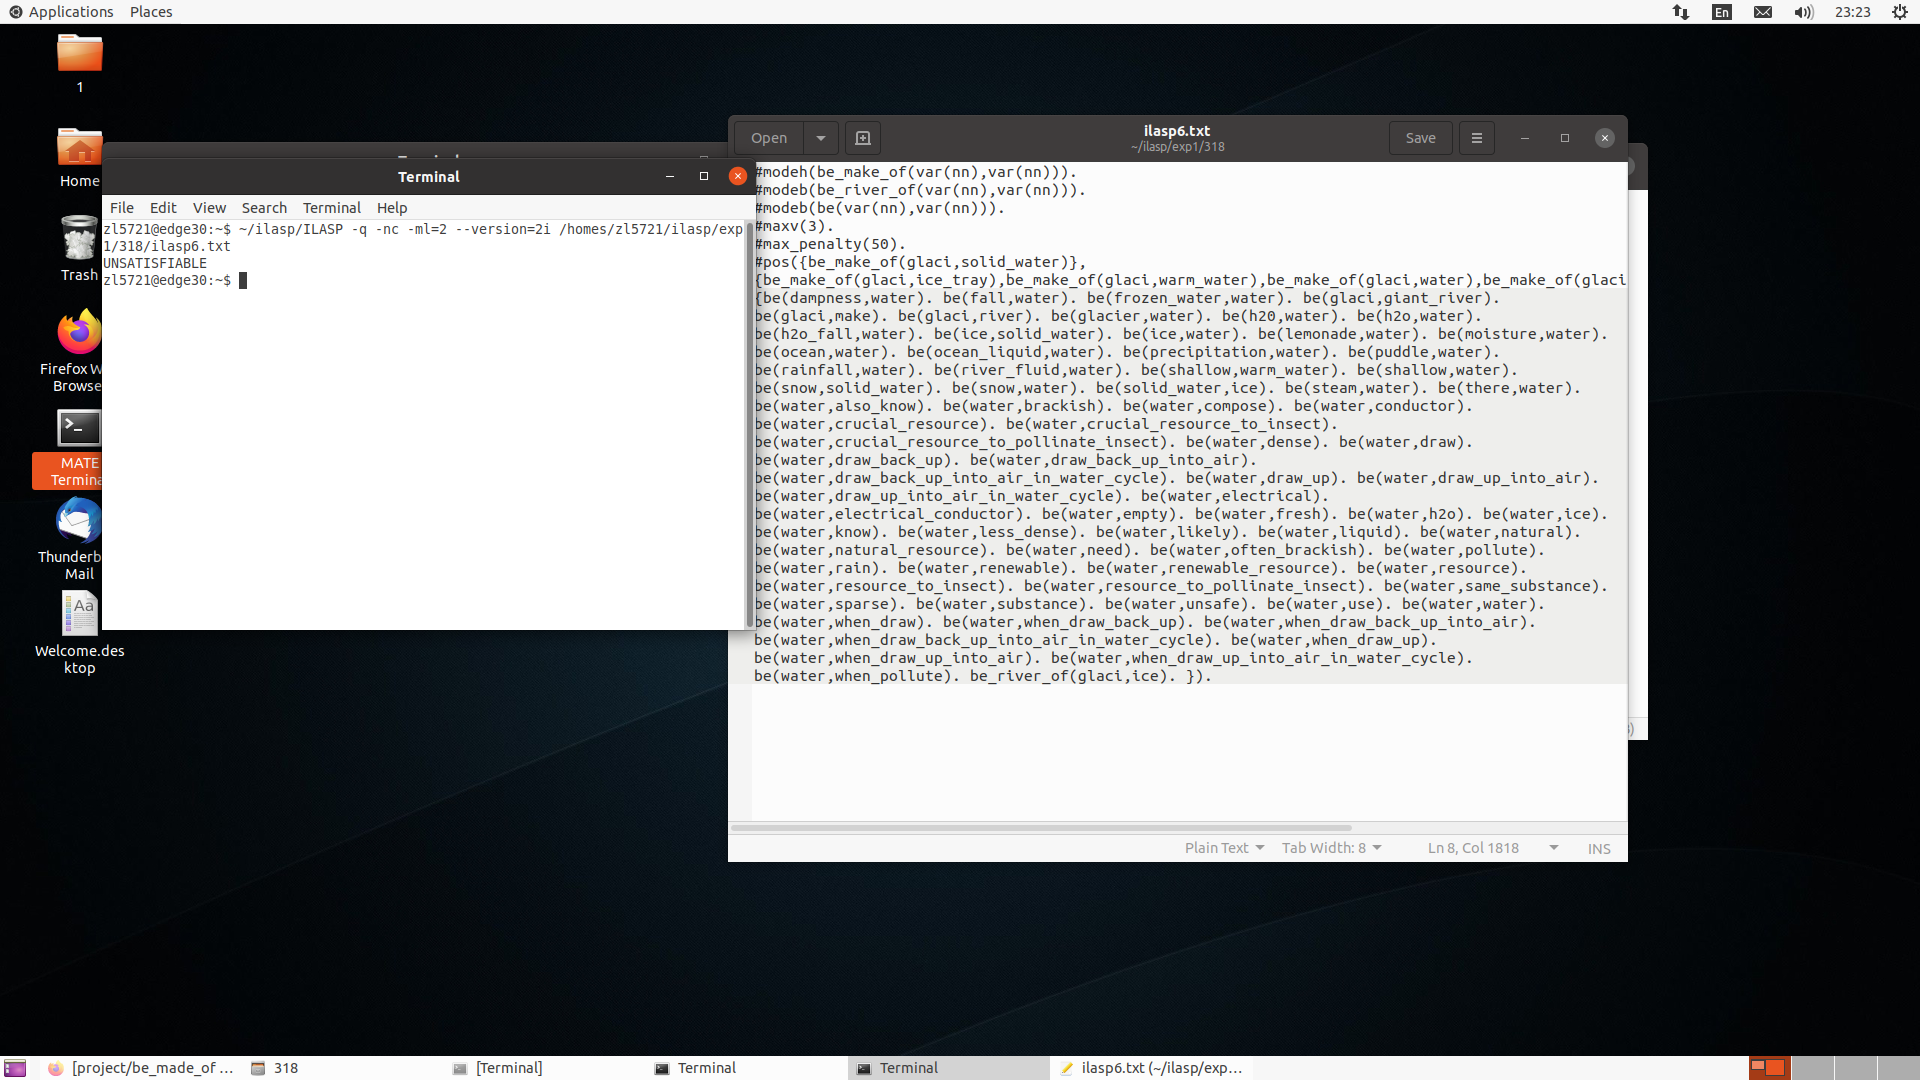 Applications Places
En 23:23
1
Home
Trash
Firefox W
Browse
MATE
Termina
Thunderb
Mail
Welcome.des
ktop
Terminal
File Edit View Search Terminal Help
zl5721@edge30:~$ ~/ilasp/ILASP -q -nc -ml=2 --version=2i /homes/zl5721/ilasp/exp
1/318/ilasp6.txt
UNSATISFIABLE
zl5721@edge30:~$
Open
ilasp6.txt
~/ilasp/exp1/318
Save
#modeh(be_make_of(var(nn),var(nn))).
#modeb(be_river_of(var(nn),var(nn))).
#modeb(be(var(nn),var(nn))).
#maxv(3).
#max_penalty(50).
#pos({be_make_of(glaci,solid_water)},
{be_make_of(glaci,ice_tray),be_make_of(glaci,warm_water),be_make_of(glaci,water),be_make_of(glaci
{be(dampness,water). be(fall,water). be(frozen_water,water). be(glaci,giant_river).
be(glaci,make). be(glaci,river). be(glacier,water). be(h20,water). be(h2o,water).
be(h2o_fall,water). be(ice,solid_water). be(ice,water). be(lemonade,water). be(moisture,water).
be(ocean,water). be(ocean_liquid,water). be(precipitation,water). be(puddle,water).
be(rainfall,water). be(river_fluid,water). be(shallow,warm_water). be(shallow,water).
be(snow,solid_water). be(snow,water). be(solid_water,ice). be(steam,water). be(there,water).
be(water,also_know). be(water,brackish). be(water,compose). be(water,conductor).
be(water,crucial_resource). be(water,crucial_resource_to_insect).
be(water,crucial_resource_to_pollinate_insect). be(water,dense). be(water,draw).
be(water,draw_back_up). be(water,draw_back_up_into_air).
be(water,draw_back_up_into_air_in_water_cycle). be(water,draw_up). be(water,draw_up_into_air).
be(water,draw_up_into_air_in_water_cycle). be(water,electrical).
be(water,electrical_conductor). be(water,empty). be(water,fresh). be(water,h2o). be(water,ice).
be(water,know). be(water,less_dense). be(water,likely). be(water,liquid). be(water,natural).
be(water,natural_resource). be(water,need). be(water,often_brackish). be(water,pollute).
be(water,rain). be(water,renewable). be(water,renewable_resource). be(water,resource).
be(water,resource_to_insect). be(water,resource_to_pollinate_insect). be(water,same_substance).
be(water,sparse). be(water,substance). be(water,unsafe). be(water,use). be(water,water).
be(water,when_draw). be(water,when_draw_back_up). be(water,when_draw_back_up_into_air).
be(water,when_draw_back_up_into_air_in_water_cycle). be(water,when_draw_up).
be(water,when_draw_up_into_air). be(water,when_draw_up_into_air_in_water_cycle).
be(water,when_pollute). be_river_of(glaci,ice). }).
Plain Text Tab Width: 8 Ln 8, Col 1818 INS
[project/be_made_of ... 318 [Terminal] Terminal Terminal ilasp6.txt (~/ilasp/exp...